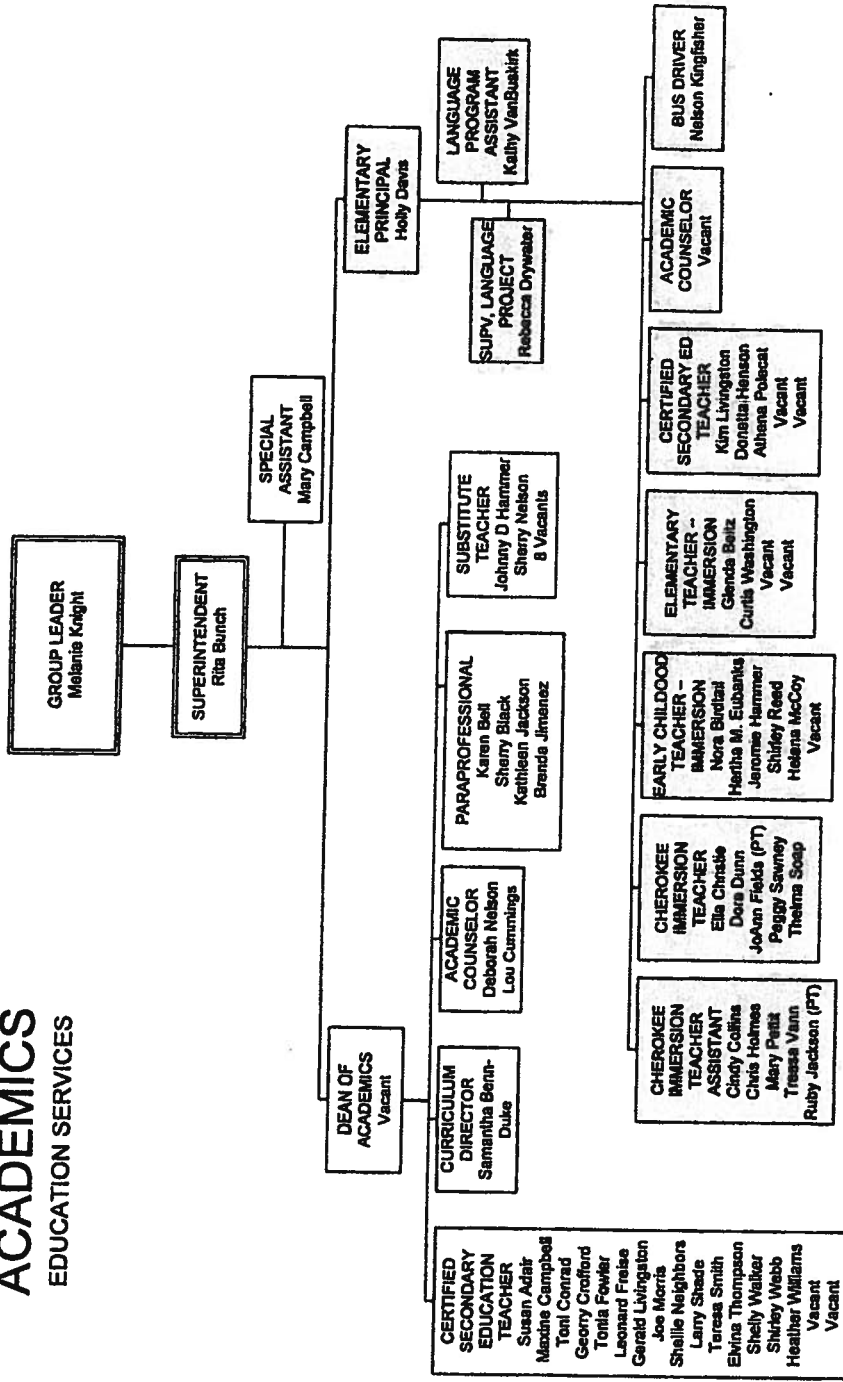 ACADEMICS
EDUCATION SERVICES
GROUP LEADER
Melanie Knight
SUPERINTENDENT
Rita Bunch
SPECIAL
ASSISTANT
Mary Campbell
DEAN OF
ACADEMICS
Vacant
ELEMENTARY
PRINCIPAL
Holly Davis
CERTIFIED
SECONDARY
EDUCATION
TEACHER
Susan Adair
Maxine Campbell
Toni Conrad
Georry Crofford
Tonia Fowler
Leonard Freise
Gerald Livingston
Joe Morris
Shellie Neighbors
Larry Shade
Teresa Smith
Elvina Thompson
Shelly Walker
Shirley Webb
Heather Williams
Vacant
Vacant
CURRICULUM
DIRECTOR
Samantha Benn-
Duke
ACADEMIC
COUNSELOR
Deborah Nelson
Lou Cummings
PARAPROFESSIONAL
Karen Bell
Sherry Black
Kathleen Jackson
Brenda Jimenez
SUBSTITUTE
TEACHER
Johnny D Hammer
Sherry Nelson
8 Vacants
SUPV, LANGUAGE
PROJECT
Rebecca Drywater
LANGUAGE
PROGRAM
ASSISTANT
Kathy VanBuskirk
CHEROKEE
IMMERSION
TEACHER
ASSISTANT
Cindy Collins
Chris Holmes
Mary Pettit
Tressa Vann
Ruby Jackson (PT)
CHEROKEE
IMMERSION
TEACHER
Ella Christie
Dora Dunn
JoAnn Fields (PT)
Peggy Sawney
Thelma Soap
EARLY CHILDOOD
TEACHER –
IMMERSION
Nora Birdtail
Hertha M. Eubanks
Jeromie Hammer
Shirley Reed
Helena McCoy
Vacant
ELEMENTARY
TEACHER –
IMMERSION
Glenda Beitz
Curtis Washington
Vacant
Vacant
CERTIFIED
SECONDARY ED
TEACHER
Kim Livingston
Donetta Henson
Athena Polecat
Vacant
Vacant
ACADEMIC
COUNSELOR
Vacant
BUS DRIVER
Nelson Kingfisher